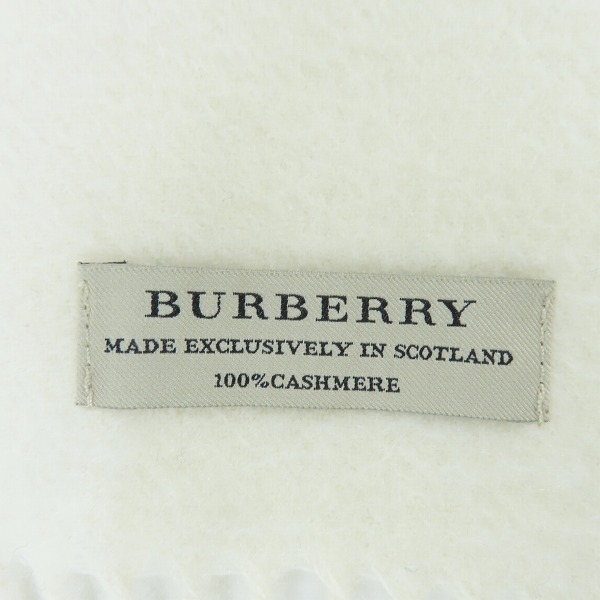 BURBERRY
MADE EXCLUSIVELY IN SCOTLAND
100%CASHMERE